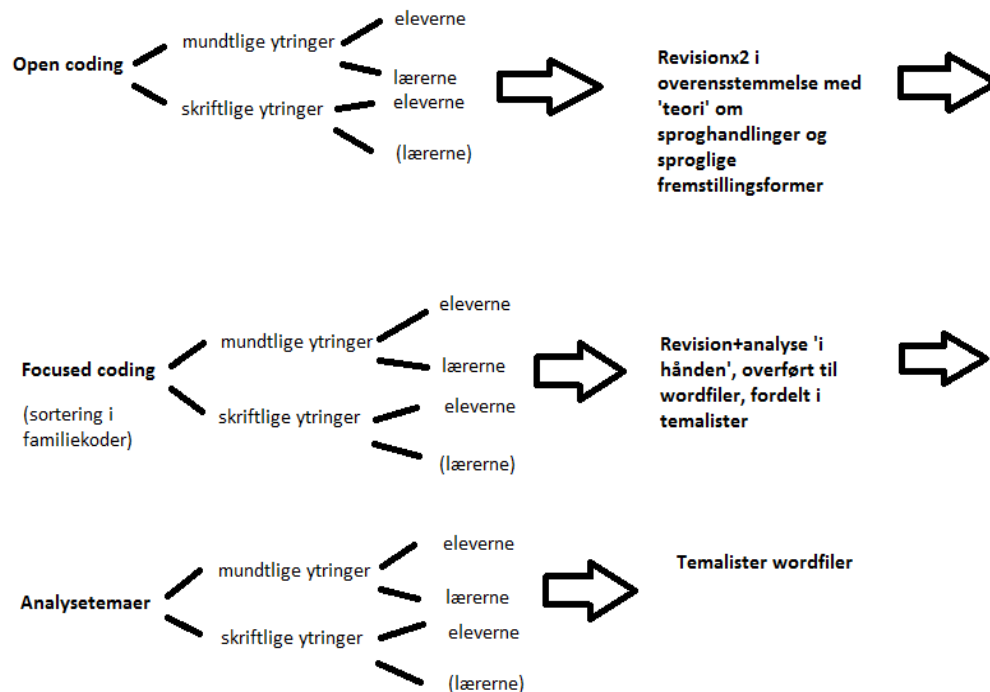 Open coding
mundtlige ytringer
eleverne
lærerne
skriftlige ytringer
eleverne
(lærerne)
Revisionx2 i
overensstemmelse med
'teori' om
sproghandlinger og
sproglige
fremstillingsformer
Focused coding
(sortering i
familiekoder)
mundtlige ytringer
eleverne
lærerne
skriftlige ytringer
eleverne
(lærerne)
Revision+analyse 'i
hånden', overført til
wordfiler, fordelt i
temalister
Analysetemaer
mundtlige ytringer
eleverne
lærerne
skriftlige ytringer
eleverne
(lærerne)
Temalister wordfiler